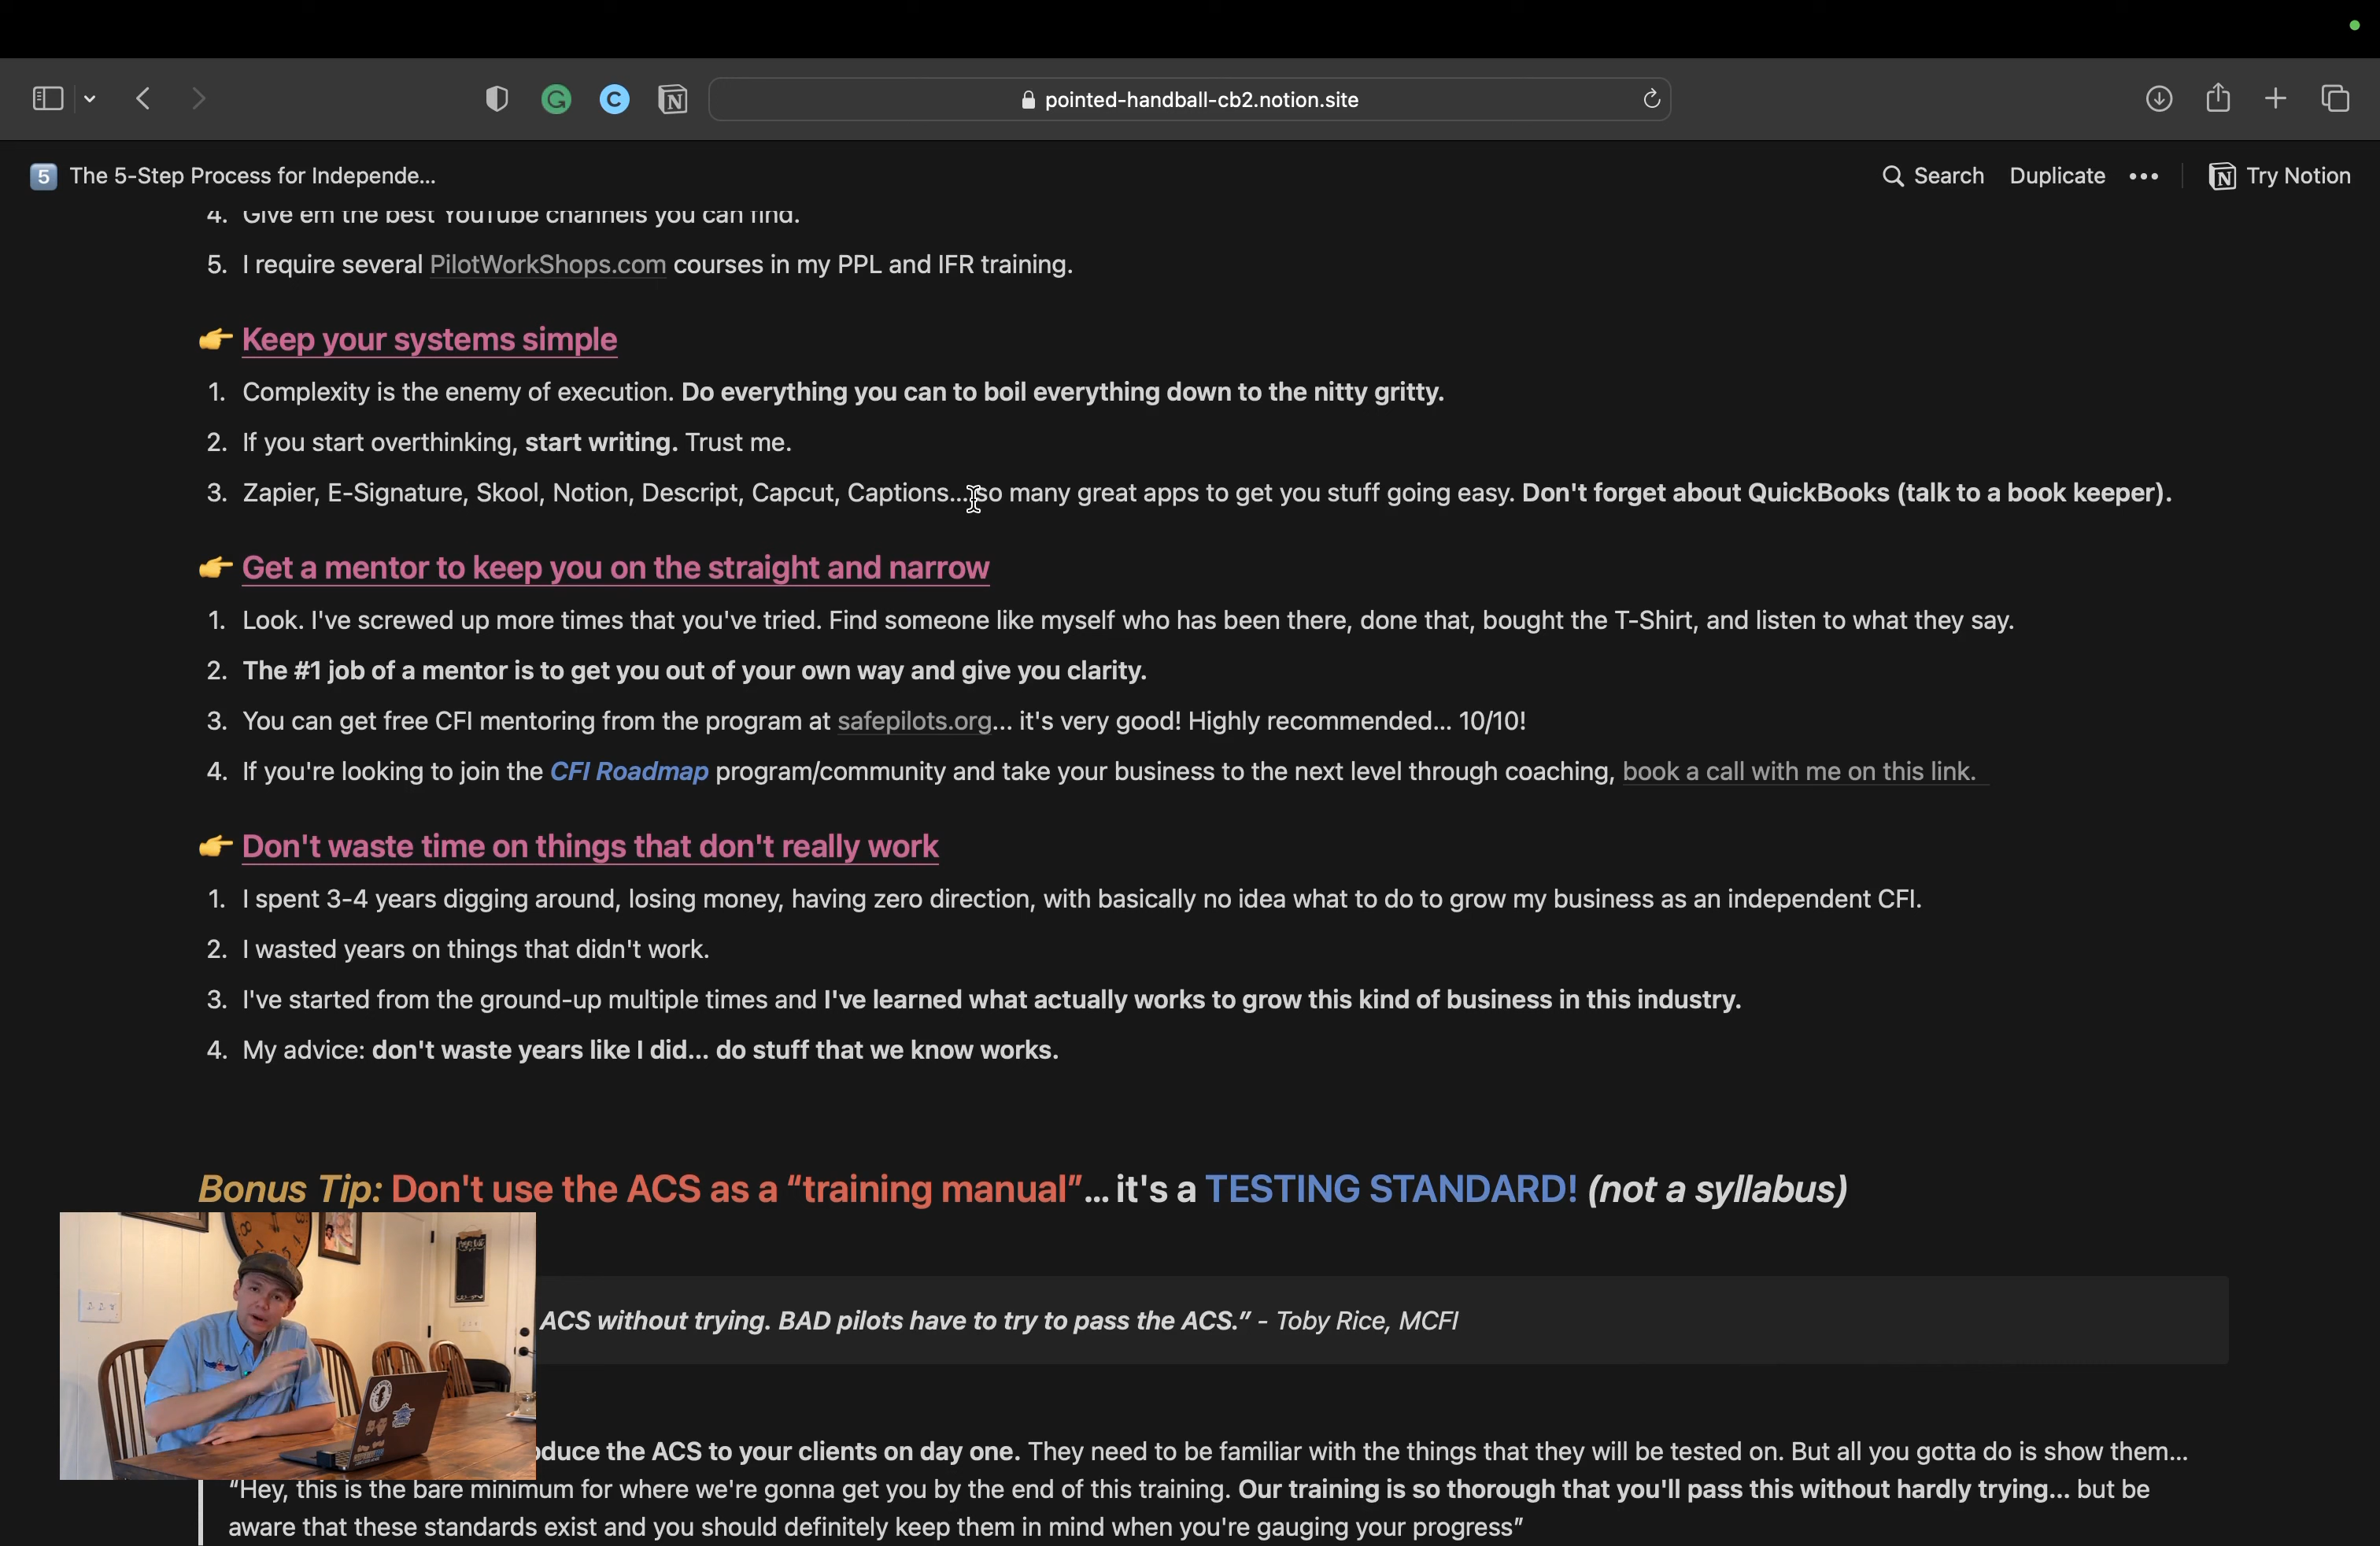 pointed-handball-cb2.notion.site
5 The 5-Step Process for Independe...
Search Duplicate ••• Try Notion
4. Give em the best YouTube channels you can find.
5. I require several PilotWorkShops.com courses in my PPL and IFR training.
👉 Keep your systems simple
1. Complexity is the enemy of execution. Do everything you can to boil everything down to the nitty gritty.
2. If you start overthinking, start writing. Trust me.
3. Zapier, E-Signature, Skool, Notion, Descript, Capcut, Captions... so many great apps to get you stuff going easy. Don't forget about QuickBooks (talk to a book keeper).
👉 Get a mentor to keep you on the straight and narrow
1. Look. I've screwed up more times that you've tried. Find someone like myself who has been there, done that, bought the T-Shirt, and listen to what they say.
2. The #1 job of a mentor is to get you out of your own way and give you clarity.
3. You can get free CFI mentoring from the program at safepilots.org... it's very good! Highly recommended... 10/10!
4. If you're looking to join the CFI Roadmap program/community and take your business to the next level through coaching, book a call with me on this link.
👉 Don't waste time on things that don't really work
1. I spent 3-4 years digging around, losing money, having zero direction, with basically no idea what to do to grow my business as an independent CFI.
2. I wasted years on things that didn't work.
3. I've started from the ground-up multiple times and I've learned what actually works to grow this kind of business in this industry.
4. My advice: don't waste years like I did... do stuff that we know works.
Bonus Tip: Don't use the ACS as a “training manual”... it's a TESTING STANDARD! (not a syllabus)
ACS without trying. BAD pilots have to try to pass the ACS.” - Toby Rice, MCFI
oduce the ACS to your clients on day one. They need to be familiar with the things that they will be tested on. But all you gotta do is show them...
“Hey, this is the bare minimum for where we're gonna get you by the end of this training. Our training is so thorough that you'll pass this without hardly trying... but be
aware that these standards exist and you should definitely keep them in mind when you're gauging your progress”